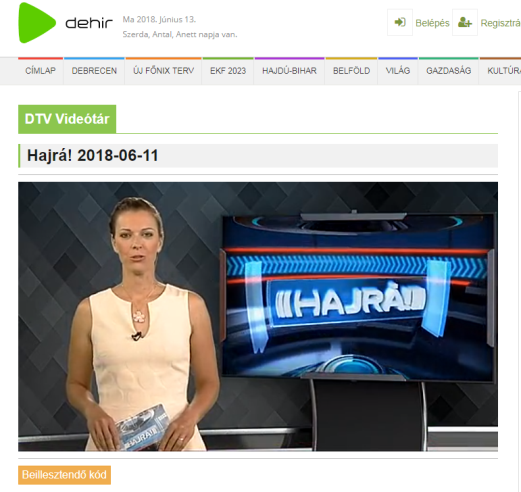 dehir
Ma 2018. Június 13.
Szerda, Antal, Anett napja van.
Belépés
Regisztrá
CÍMLAP
DEBRECEN
ÚJ FŐNIX TERV
EKF 2023
HAJDÚ-BIHAR
BELFÖLD
VILÁG
GAZDASÁG
KULTÚRA
DTV Videótár
Hajrá! 2018-06-11
HAJRÁ!
HAJRÁ!
Beillesztendő kód